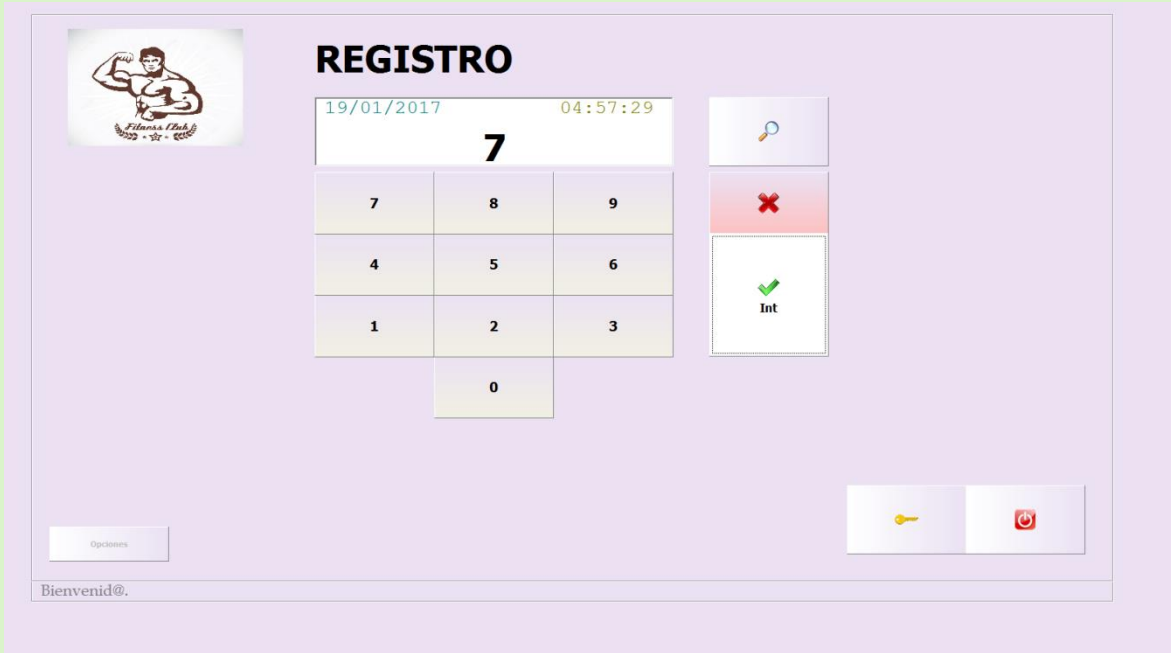 REGISTRO
Fitness Club
19/01/2017 04:57:29
7
7 8 9
4 5 6
Int
1 2 3
0
Opciones
Bienvenid@.